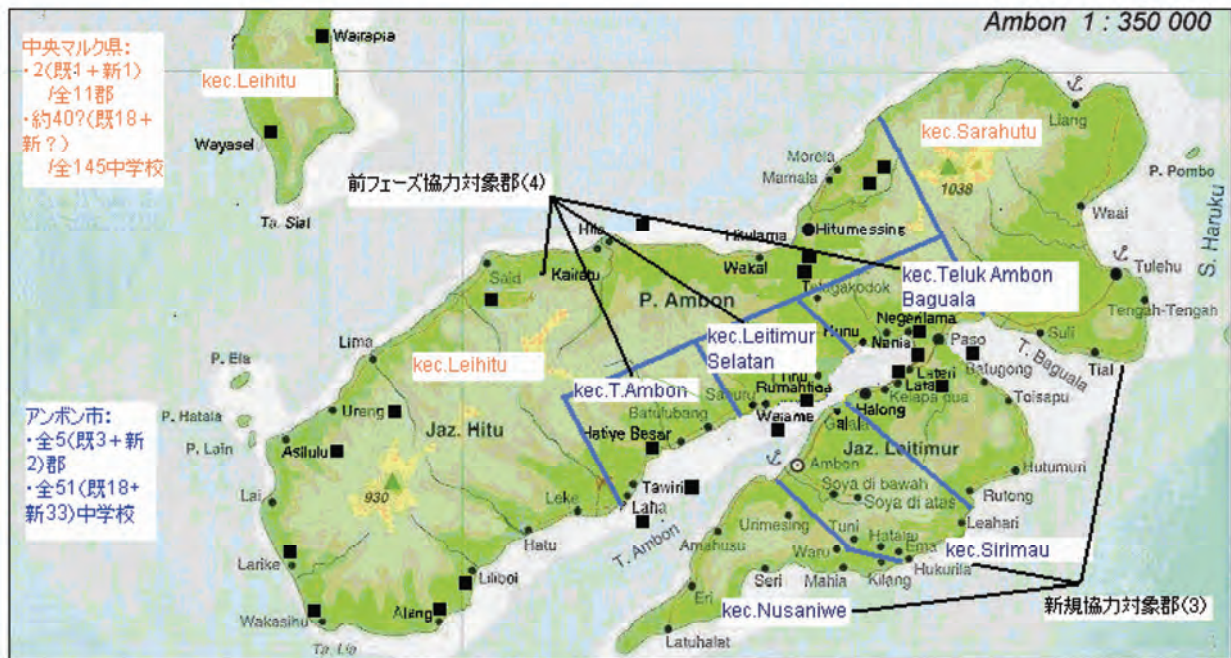 Ambon 1 : 350 000
中央マルク県:
・2(既1+新1)
/全11郡
・約40?(既18+
新?)
/全145中学校
Wairapia
kec.Leihitu
Wayasel
Ta. Sial
前フェーズ協力対象郡(4)
kec.Sarahutu
Liang
Morela
Mamala
1038
P. Pombo
Waai
S. Haruku
Hila
Hitulama
Hitumessing
Tulehu
Said
Kairatu
Wakal
kec.Teluk Ambon
Baguala
Tengah-Tengah
P. Ambon
Telagakodok
Negerilama
Suli
Lima
Hunu
Nania
Paso
T. Baguala
Tial
P. Ela
kec.Leihitu
kec.Leitimur
Selatan
Lateri
Batugong
kec.T.Ambon
Rumahtiga
Lata
Kelapa dua
Toisapu
アンボン市:
・全5(既3+新
2)郡
・全51(既18+
新33)中学校
P. Hatala
Ureng
Batulubang
Waiame
Halong
Galala
P. Lain
Asilulu
Jaz. Hitu
Hatiye Besar
Jaz. Leitimur
Hutumuri
930
Ambon
Soya di bawah
Soya di atas
Rutong
Lai
Leke
Tawiri
Laha
Leahari
Hatu
T. Ambon
Amahusu
Urimesing
Tuni
Hatalai
Ema
kec.Sirimau
Larike
Liliboi
Waru
Hukurila
Seri
Mahia
Kilang
Eri
Wakasihu
Alang
kec.Nusaniwe
新規協力対象郡(3)
Latuhalat
Ta. Lia